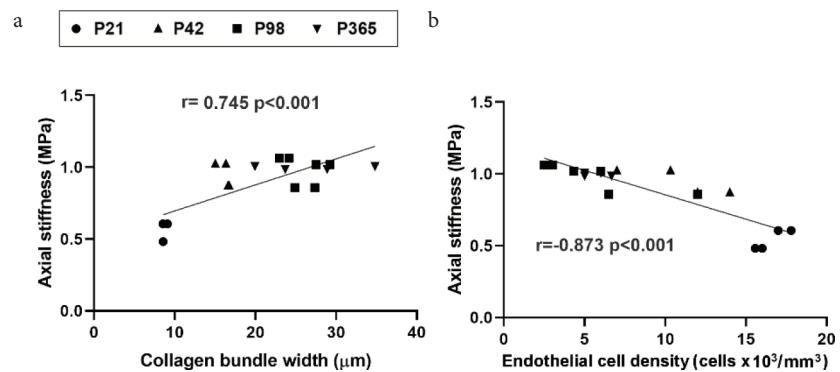 a
P21 P42 P98 P365
b
r= 0.745 p<0.001
Axial stiffness (MPa)
1.5
1.0
0.5
0.0
0 10 20 30 40
Collagen bundle width (μm)
r=-0.873 p<0.001
Axial stiffness (MPa)
1.5
1.0
0.5
0.0
0 5 10 15 20
Endothelial cell density (cells x10³/mm³)